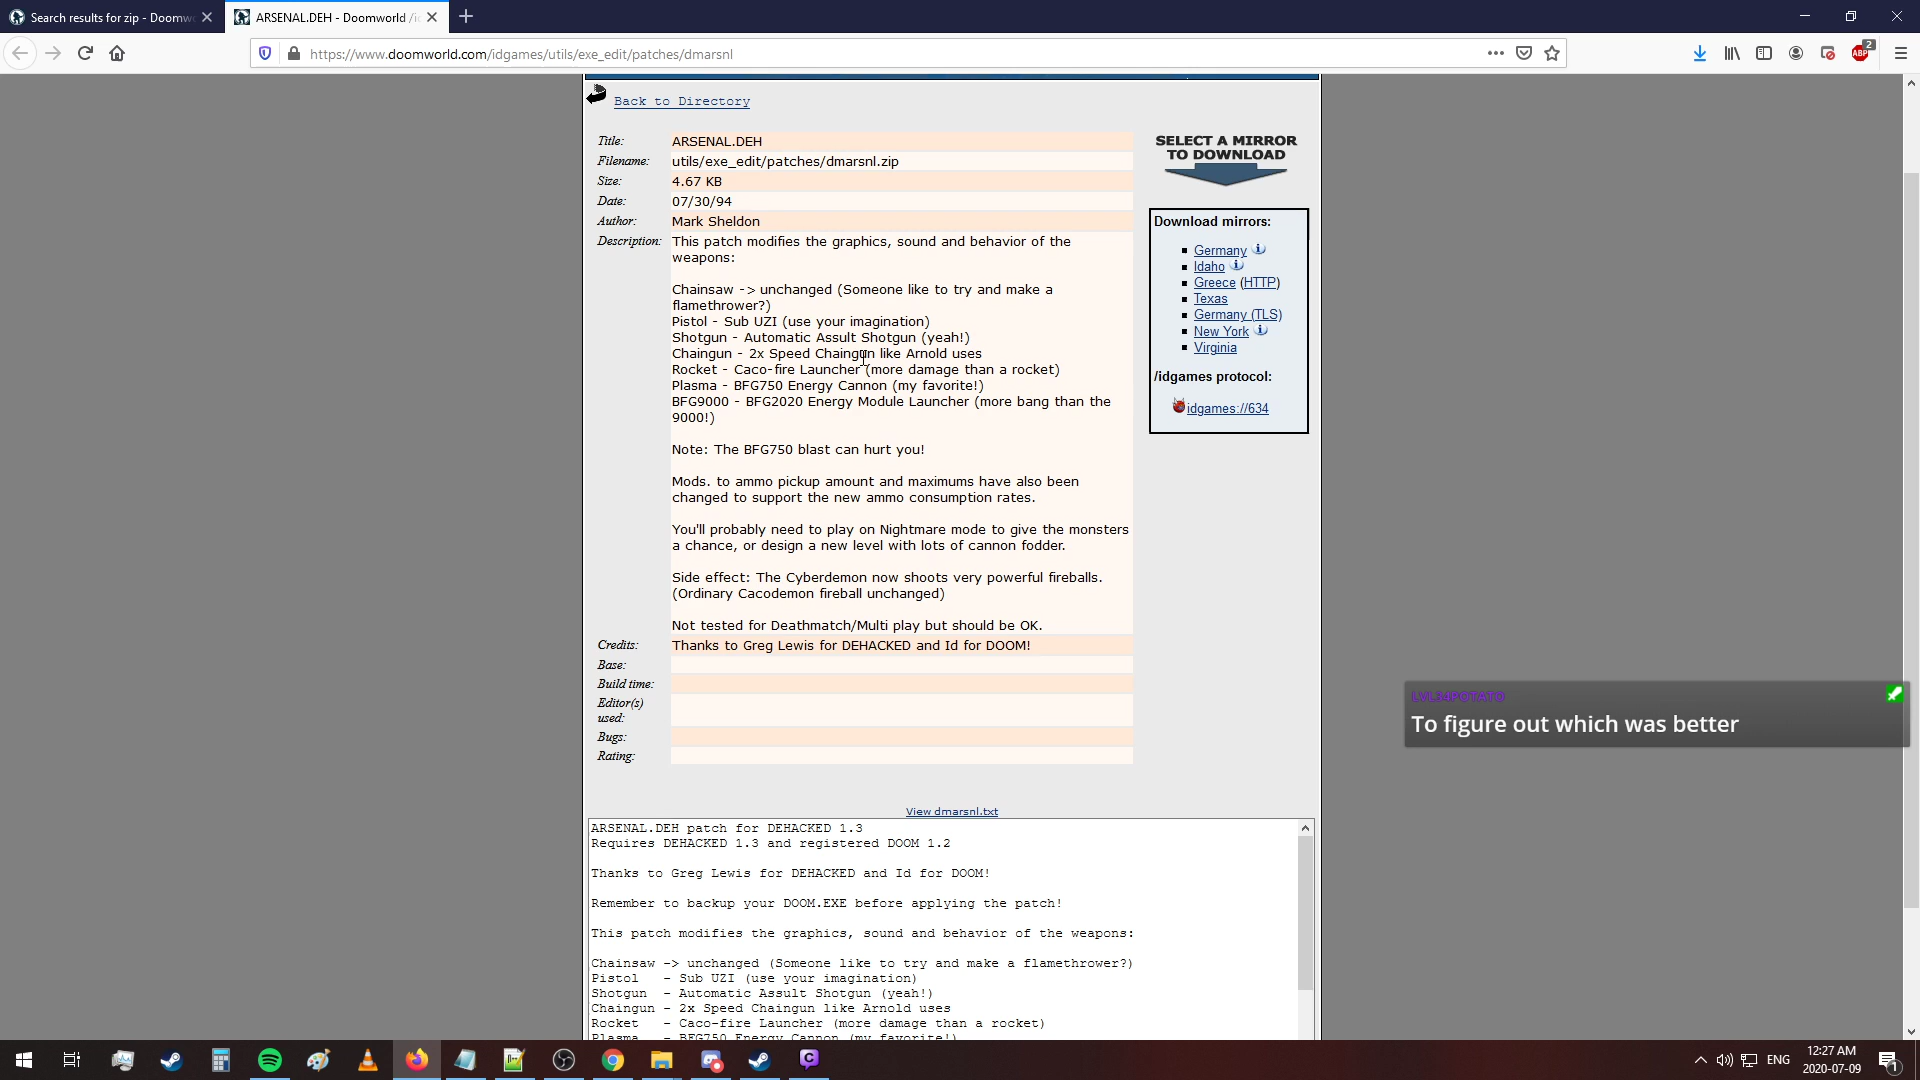 Search results for zip - Doomw
ARSENAL.DEH - Doomworld /i
https://www.doomworld.com/idgames/utils/exe_edit/patches/dmarsnl
ABP
2
Back to Directory
Title:
ARSENAL.DEH
Filename:
utils/exe_edit/patches/dmarsnl.zip
Size:
4.67 KB
Date:
07/30/94
Author:
Mark Sheldon
Description:
This patch modifies the graphics, sound and behavior of the
weapons:
Chainsaw -> unchanged (Someone like to try and make a
flamethrower?)
Pistol - Sub UZI (use your imagination)
Shotgun - Automatic Assult Shotgun (yeah!)
Chaingun - 2x Speed Chaingun like Arnold uses
Rocket - Caco-fire Launcher (more damage than a rocket)
Plasma - BFG750 Energy Cannon (my favorite!)
BFG9000 - BFG2020 Energy Module Launcher (more bang than the
9000!)
Note: The BFG750 blast can hurt you!
Mods. to ammo pickup amount and maximums have also been
changed to support the new ammo consumption rates.
You'll probably need to play on Nightmare mode to give the monsters
a chance, or design a new level with lots of cannon fodder.
Side effect: The Cyberdemon now shoots very powerful fireballs.
(Ordinary Cacodemon fireball unchanged)
Not tested for Deathmatch/Multi play but should be OK.
Credits:
Thanks to Greg Lewis for DEHACKED and Id for DOOM!
Base:
Build time:
Editor(s)
used:
Bugs:
Rating:
SELECT A MIRROR
TO DOWNLOAD
Download mirrors:
Germany
Idaho
Greece (HTTP)
Texas
Germany (TLS)
New York
Virginia
/idgames protocol:
idgames://634
LVL34POTATO
To figure out which was better
View dmarsnl.txt
ARSENAL.DEH patch for DEHACKED 1.3
Requires DEHACKED 1.3 and registered DOOM 1.2
Thanks to Greg Lewis for DEHACKED and Id for DOOM!
Remember to backup your DOOM.EXE before applying the patch!
This patch modifies the graphics, sound and behavior of the weapons:
Chainsaw -> unchanged (Someone like to try and make a flamethrower?)
Pistol - Sub UZI (use your imagination)
Shotgun - Automatic Assult Shotgun (yeah!)
Chaingun - 2x Speed Chaingun like Arnold uses
Rocket - Caco-fire Launcher (more damage than a rocket)
Plasma - BFG750 Energy Cannon (my favorite!)
ENG
12:27 AM
2020-07-09
1